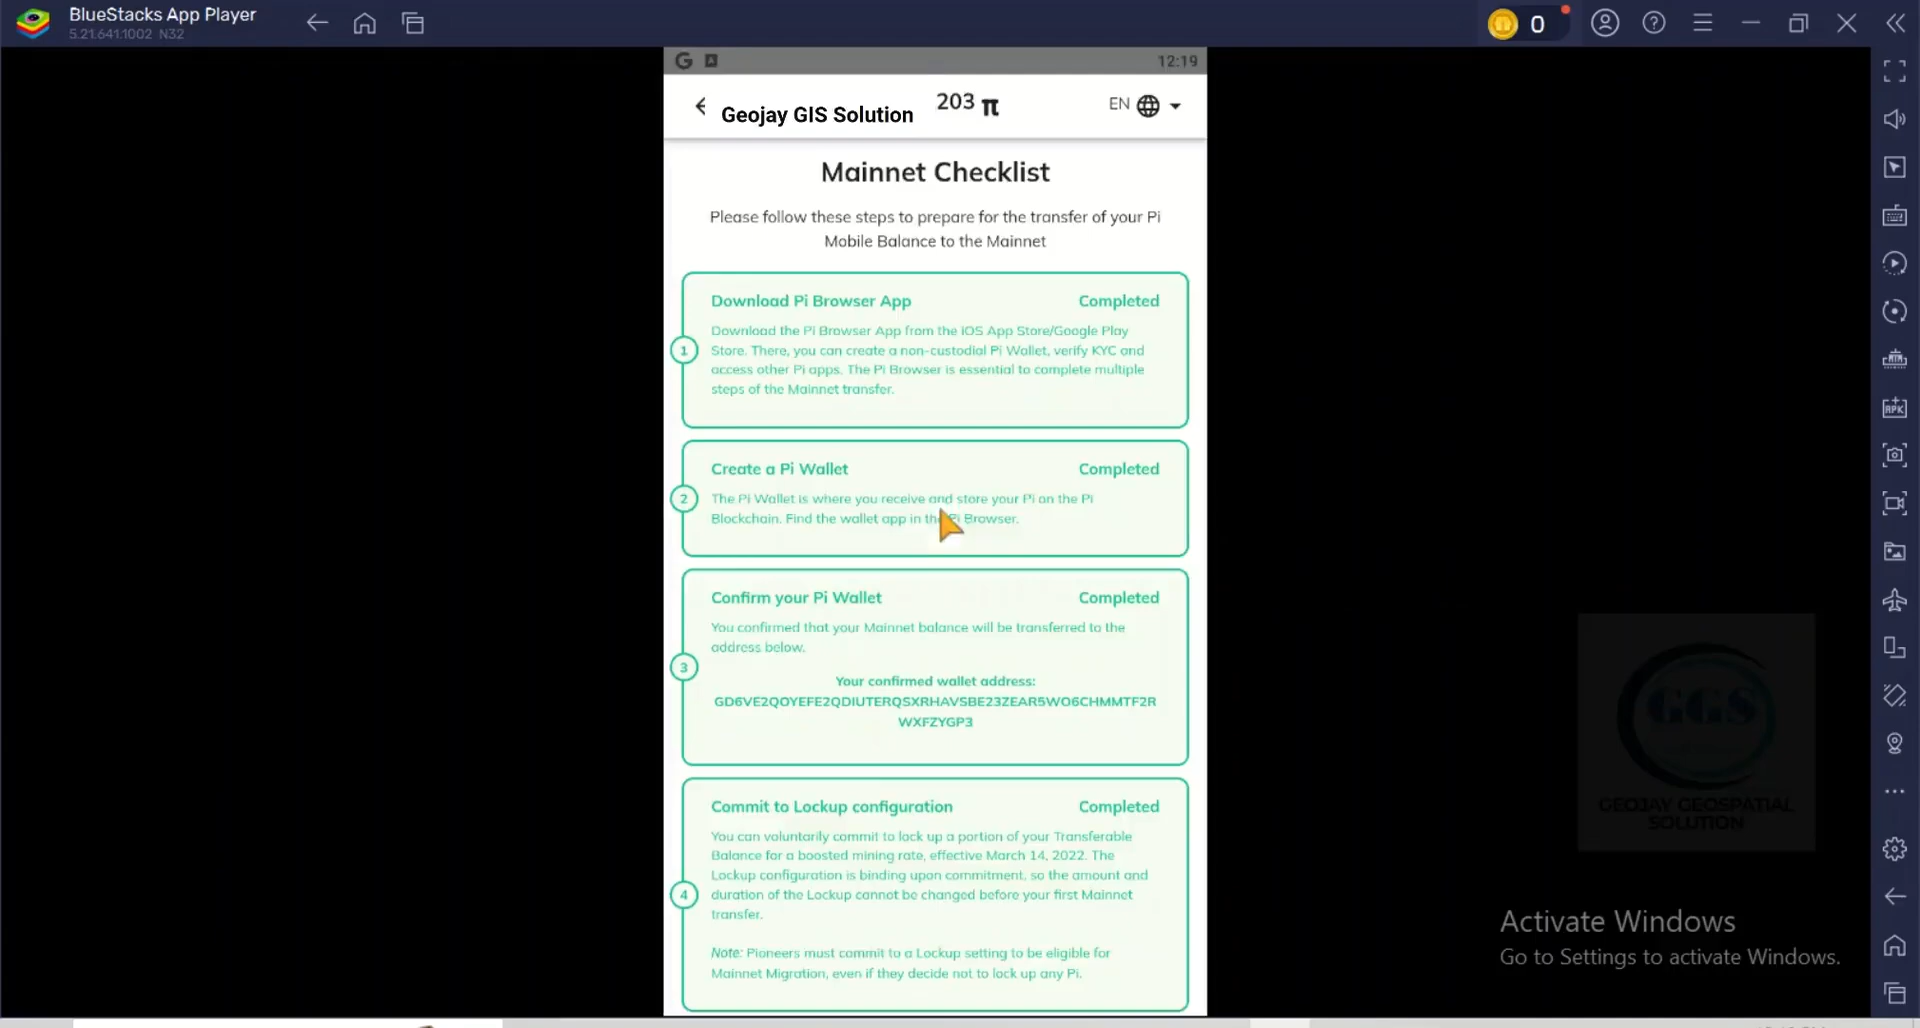 BlueStacks App Player
5.21.641.1002 N32
0
12:19
Geojay GIS Solution
203 π
EN
Mainnet Checklist
Please follow these steps to prepare for the transfer of your Pi
Mobile Balance to the Mainnet
Download Pi Browser App
Completed
1
Download the Pi Browser App from the iOS App Store/Google Play
Store. There, you can create a non-custodial Pi Wallet, verify KYC and
access other Pi apps. The Pi Browser is essential to complete multiple
steps of the Mainnet transfer.
Create a Pi Wallet
Completed
2
The Pi Wallet is where you receive and store your Pi on the Pi
Blockchain. Find the wallet app in the Pi Browser.
Confirm your Pi Wallet
Completed
You confirmed that your Mainnet balance will be transferred to the
address below.
3
Your confirmed wallet address:
GD6VE2QOYEFE2QDIUTERQSXRHAVSBE23ZEAR5WO6CHMMTF2R
WXFZYGP3
Commit to Lockup configuration
Completed
You can voluntarily commit to lock up a portion of your Transferable
Balance for a boosted mining rate, effective March 14, 2022. The
Lockup configuration is binding upon commitment, so the amount and
duration of the Lockup cannot be changed before your first Mainnet
transfer.
4
Note: Pioneers must commit to a Lockup setting to be eligible for
Mainnet Migration, even if they decide not to lock up any Pi.
GGS
GEOJAY GEOSPATIAL
SOLUTION
Activate Windows
Go to Settings to activate Windows.
APK